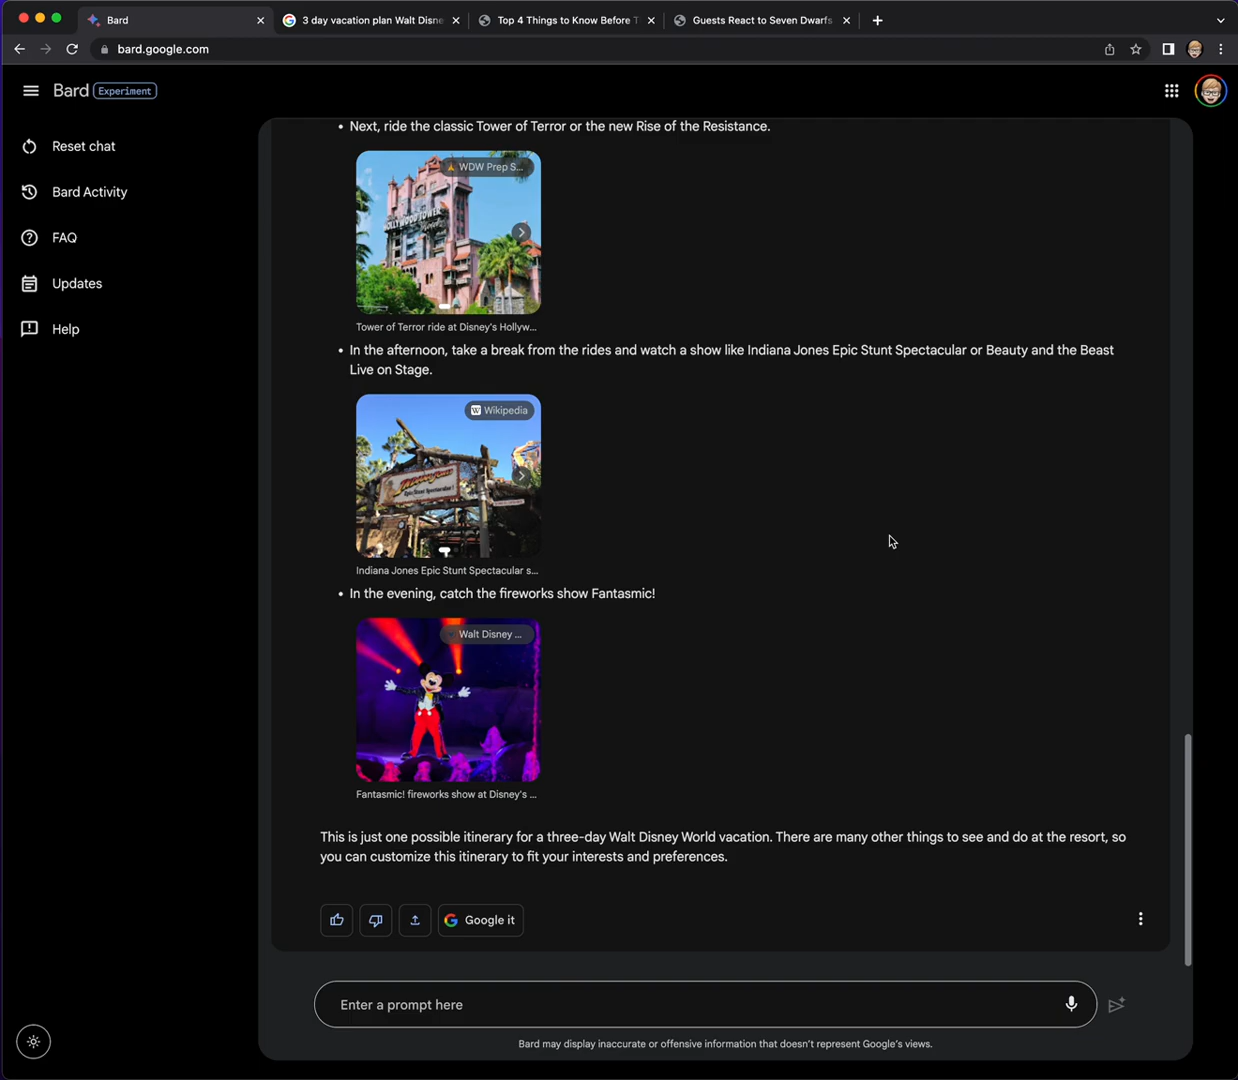 Bard
3 day vacation plan Walt Disne
Top 4 Things to Know Before T
Guests React to Seven Dwarfs
bard.google.com
Bard Experiment
Reset chat
Bard Activity
FAQ
Updates
Help
• Next, ride the classic Tower of Terror or the new Rise of the Resistance.
WDW Prep S...
HOLLYWOOD TOWER
Tower of Terror ride at Disney's Hollyw...
• In the afternoon, take a break from the rides and watch a show like Indiana Jones Epic Stunt Spectacular or Beauty and the Beast
Live on Stage.
W Wikipedia
Indiana Jones
Epic Stunt Spectacular!
Indiana Jones Epic Stunt Spectacular s...
• In the evening, catch the fireworks show Fantasmic!
Walt Disney ...
Fantasmic! fireworks show at Disney's ...
This is just one possible itinerary for a three-day Walt Disney World vacation. There are many other things to see and do at the resort, so
you can customize this itinerary to fit your interests and preferences.
Google it
Enter a prompt here
Bard may display inaccurate or offensive information that doesn't represent Google's views.